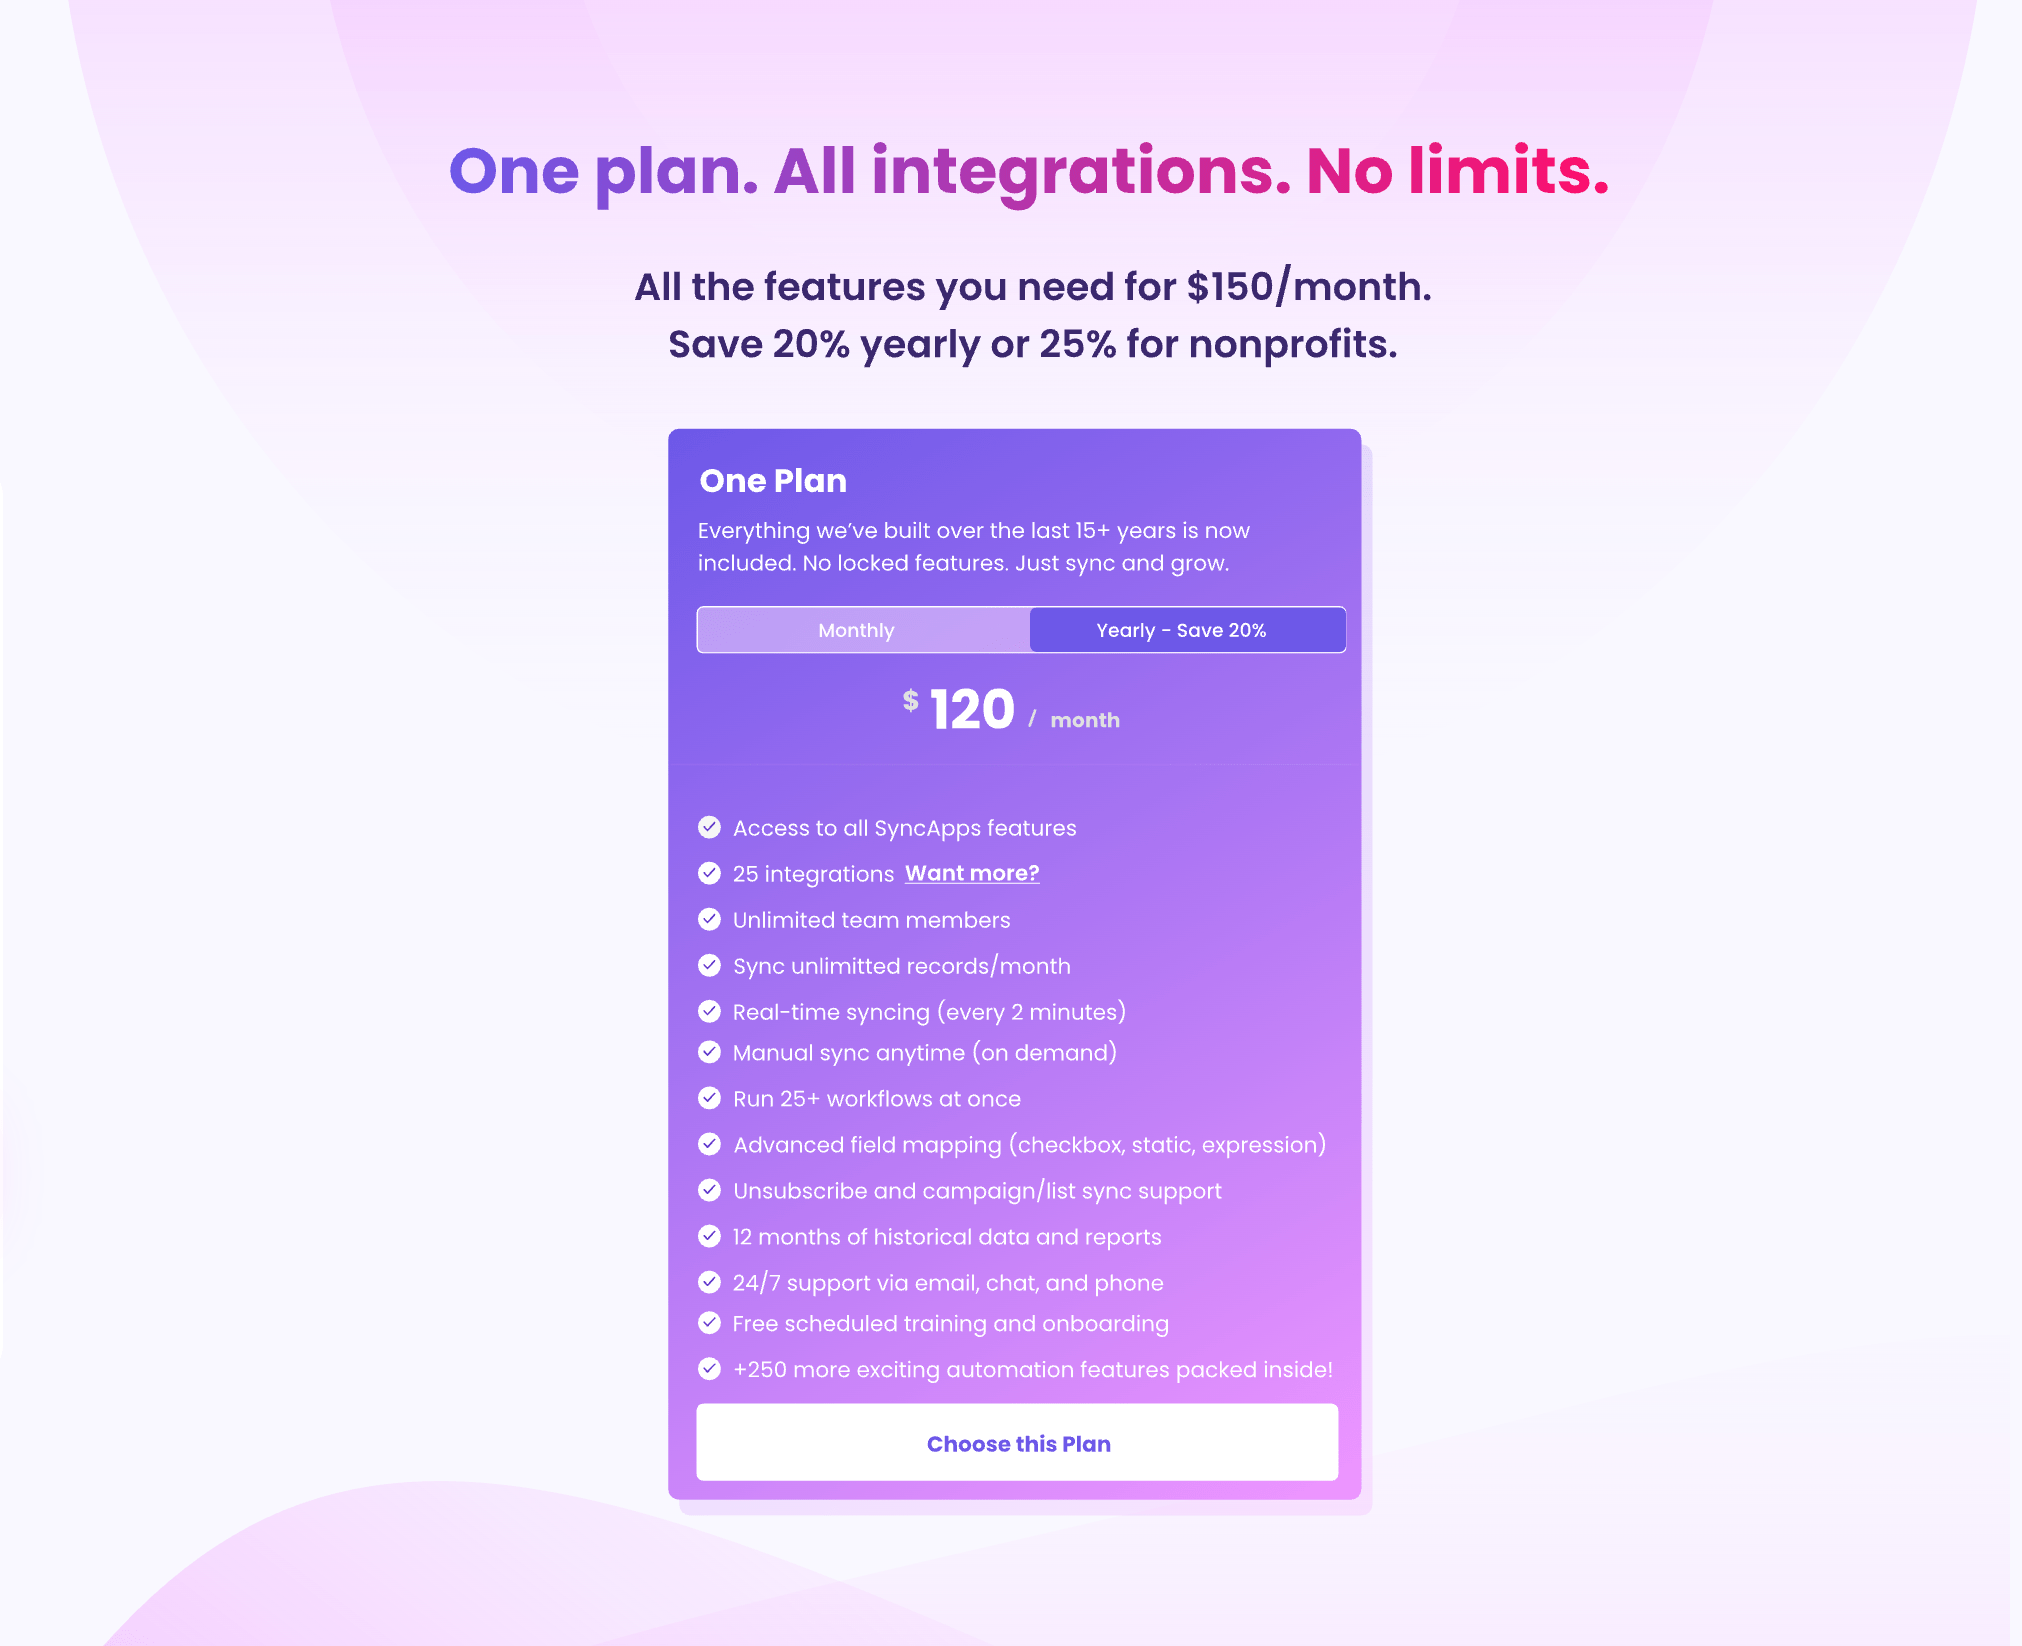 One plan. All integrations. No limits.
All the features you need for $150/month.
Save 20% yearly or 25% for nonprofits.
One Plan
Everything we’ve built over the last 15+ years is now
included. No locked features. Just sync and grow.
Monthly
Yearly - Save 20%
$ 120 / month
Access to all SyncApps features
25 integrations Want more?
Unlimited team members
Sync unlimitted records/month
Real-time syncing (every 2 minutes)
Manual sync anytime (on demand)
Run 25+ workflows at once
Advanced field mapping (checkbox, static, expression)
Unsubscribe and campaign/list sync support
12 months of historical data and reports
24/7 support via email, chat, and phone
Free scheduled training and onboarding
+250 more exciting automation features packed inside!
Choose this Plan